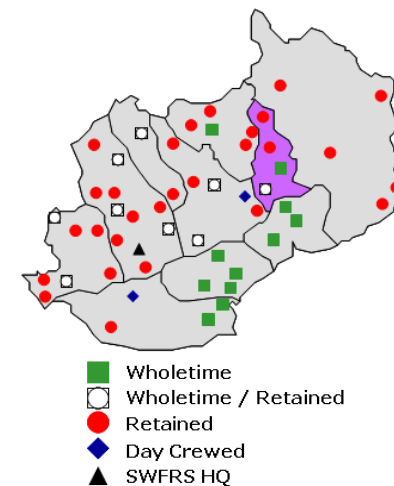 Wholetime
Wholetime / Retained
Retained
Day Crewed
SWFRS HQ